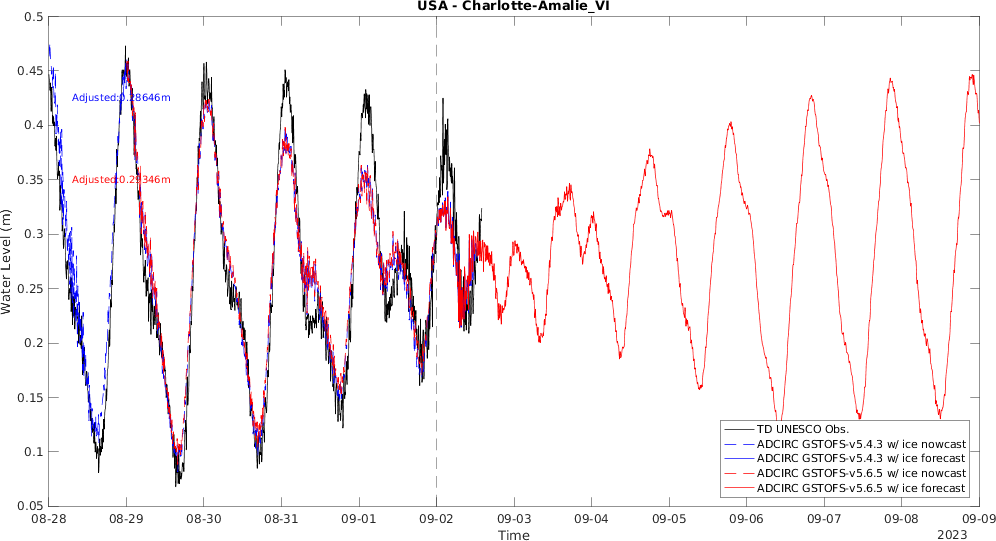 USA - Charlotte-Amalie_VI
0.5
0.45
0.4
0.35
0.3
0.25
0.2
0.15
0.1
0.05
Water Level (m)
Adjusted:0.28646m
Adjusted:0.29346m
TD UNESCO Obs.
ADCIRC GSTOFS-v5.4.3 w/ ice nowcast
ADCIRC GSTOFS-v5.4.3 w/ ice forecast
ADCIRC GSTOFS-v5.6.5 w/ ice nowcast
ADCIRC GSTOFS-v5.6.5 w/ ice forecast
08-28 08-29 08-30 08-31 09-01 09-02 09-03 09-04 09-05 09-06 09-07 09-08 09-09
Time
2023